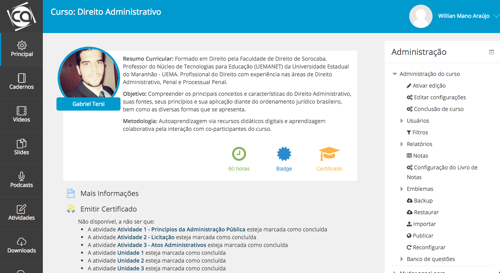 Curso: Direito Administrativo
Willian Mano Araújo
Principal
Cadernos
Vídeos
Slides
Podcasts
Atividades
Downloads
Gabriel Tersi
Resumo Curricular: Formado em Direito pela Faculdade de Direito de Sorocaba,
Professor do Núcleo de Tecnologias para Educação (UEMANET) da Universidade Estadual
do Maranhão - UEMA. Profissional do Direito com experiência nas áreas de Direito
Administrativo, Penal e Processual Penal.
Objetivo: Compreender os principais conceitos e características do Direito Administrativo,
suas fontes, seus princípios e sua aplicação diante do ordenamento jurídico brasileiro,
bem como as diversas formas que se apresenta.
Metodologia: Autoaprendizagem via recursos didáticos digitais e aprendizagem
colaborativa pela interação com co-partipantes do curso.
60 horas
Badge
Certificado
Mais Informações
Emitir Certificado
Não disponível, a não ser que:
A atividade Atividade 1 - Princípios da Administração Pública esteja marcada como concluída
A atividade Atividade 2 - Licitação esteja marcada como concluída
A atividade Atividade 3 - Atos Administrativos esteja marcada como concluída
A atividade Unidade 1 esteja marcada como concluída
A atividade Unidade 2 esteja marcada como concluída
A atividade Unidade 3 esteja marcada como concluída
Administração
Administração do curso
Ativar edição
Editar configurações
Conclusão de curso
Usuários
Filtros
Relatórios
Notas
Configuração do Livro de
Notas
Emblemas
Backup
Restaurar
Importar
Publicar
Reconfigurar
Banco de questões